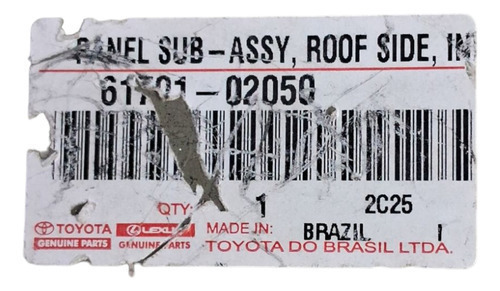 PANEL SUB-ASSY, ROOF SIDE, IN
61701-02050
QTY: 1 2C25
TOYOTA LEXUS MADE IN: BRAZIL I
GENUINE PARTS GENUINE PARTS TOYOTA DO BRASIL LTDA.